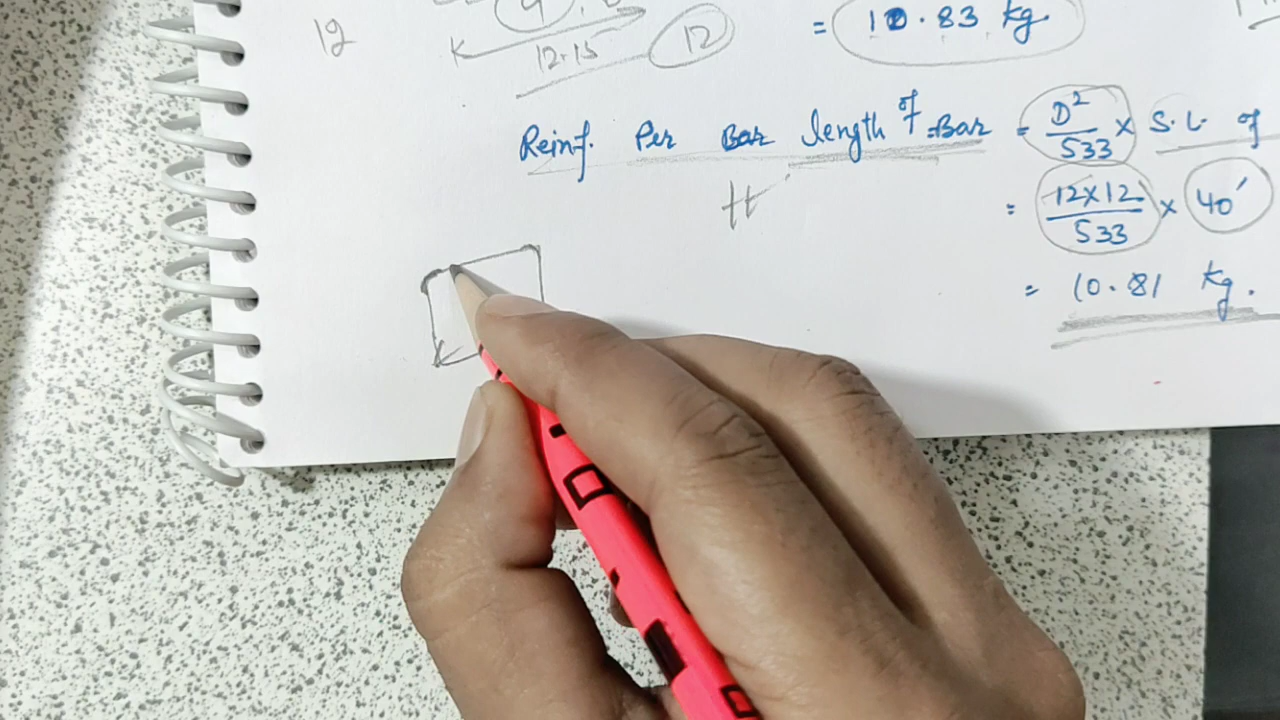 12
12.15 12
= 10.83 kg
Reinf. Per Bar length of Bar = D²/533 × S.L. of
tt
= 12×12/533 × 40'
= 10.81 kg.